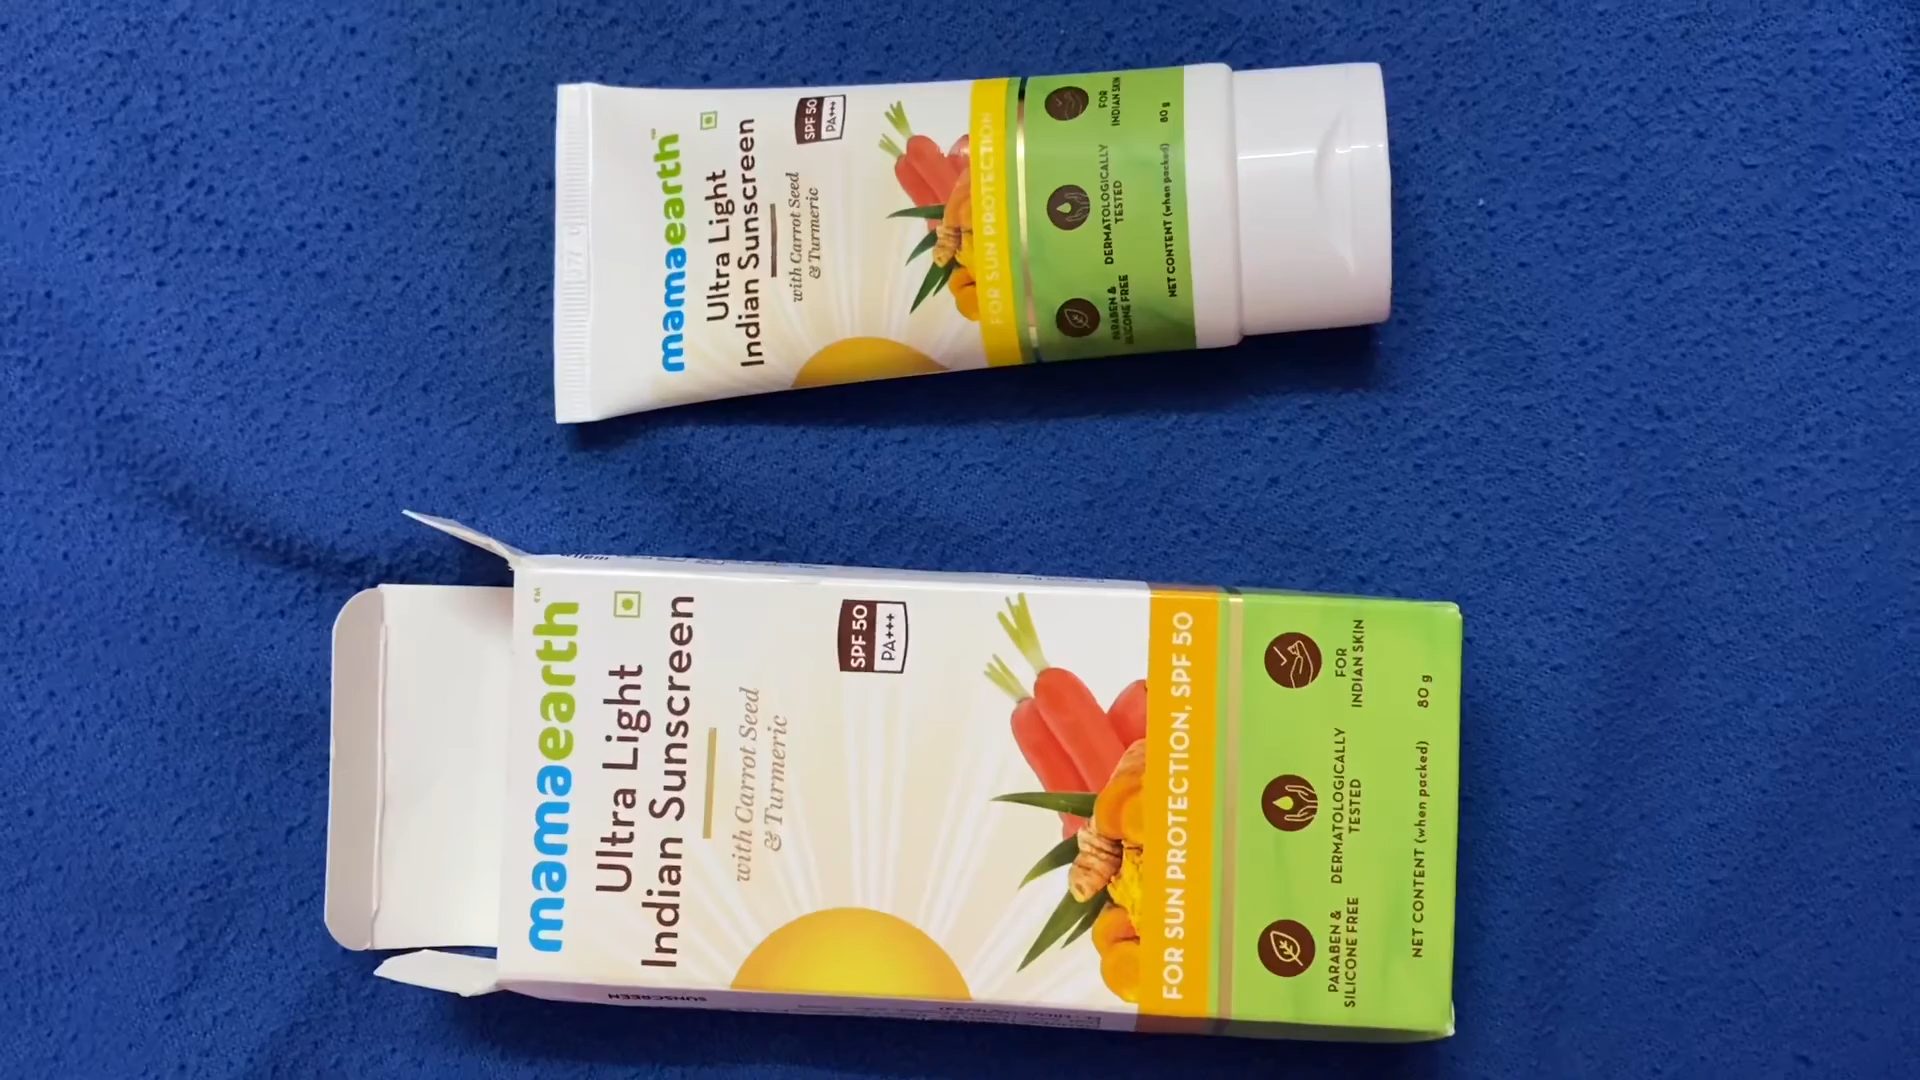 mamaearth™
Ultra Light
Indian Sunscreen
with Carrot Seed
& Turmeric
SPF 50
PA+++
FOR SUN PROTECTION
PARABEN &
SILICONE FREE
DERMATOLOGICALLY
TESTED
FOR
INDIAN SKIN
NET CONTENT (when packed) 80 g
mamaearth™
Ultra Light
Indian Sunscreen
with Carrot Seed
& Turmeric
SPF 50
PA+++
FOR SUN PROTECTION, SPF 50
PARABEN &
SILICONE FREE
DERMATOLOGICALLY
TESTED
FOR
INDIAN SKIN
NET CONTENT (when packed) 80 g
SUNSCREEN